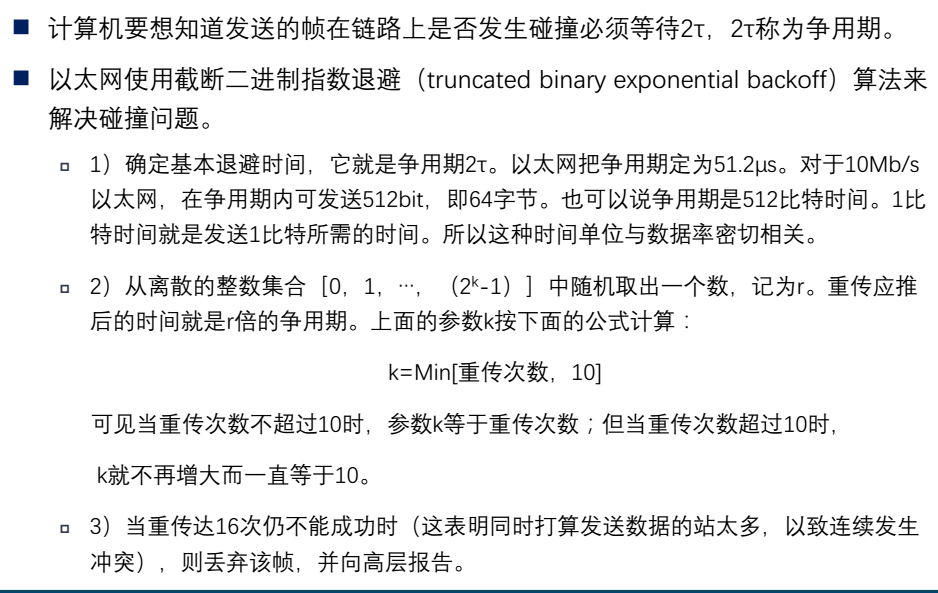 计算机要想知道发送的帧在链路上是否发生碰撞必须等待2τ，2τ称为争用期。
以太网使用截断二进制指数退避（truncated binary exponential backoff）算法来
解决碰撞问题。
1）确定基本退避时间，它就是争用期2τ。以太网把争用期定为51.2μs。对于10Mb/s
以太网，在争用期内可发送512bit，即64字节。也可以说争用期是512比特时间。1比
特时间就是发送1比特所需的时间。所以这种时间单位与数据率密切相关。
2）从离散的整数集合［0，1，…，（2ᵏ-1）］中随机取出一个数，记为r。重传应推
后的时间就是r倍的争用期。上面的参数k按下面的公式计算：
k=Min[重传次数，10]
可见当重传次数不超过10时，参数k等于重传次数；但当重传次数超过10时，
k就不再增大而一直等于10。
3）当重传达16次仍不能成功时（这表明同时打算发送数据的站太多，以致连续发生
冲突），则丢弃该帧，并向高层报告。